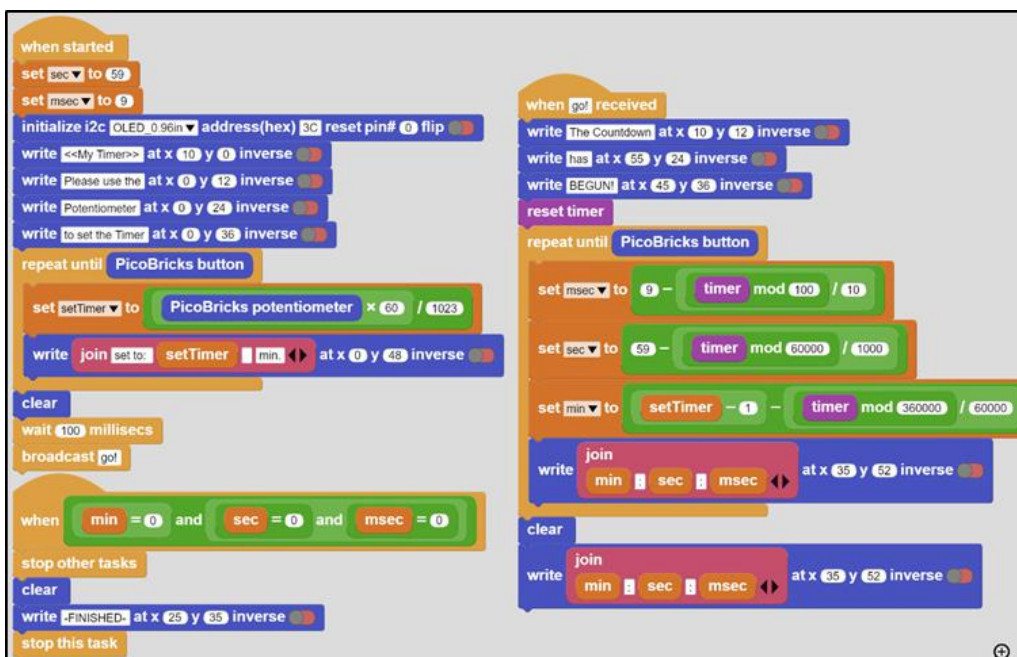 when started
set sec to 59
set msec to 9
initialize i2c OLED_0.96in address(hex) 3C reset pin# 0 flip
write <<My Timer>> at x 10 y 0 inverse
write Please use the at x 0 y 12 inverse
write Potentiometer at x 0 y 24 inverse
write to set the Timer at x 0 y 36 inverse
repeat until PicoBricks button
set setTimer to PicoBricks potentiometer × 60 / 1023
write join set to: setTimer min. at x 0 y 48 inverse
clear
wait 100 millisecs
broadcast go!
when min = 0 and sec = 0 and msec = 0
stop other tasks
clear
write -FINISHED- at x 25 y 35 inverse
stop this task
when go! received
write The Countdown at x 10 y 12 inverse
write has at x 55 y 24 inverse
write BEGUN! at x 45 y 36 inverse
reset timer
repeat until PicoBricks button
set msec to 9 − timer mod 100 / 10
set sec to 59 − timer mod 60000 / 1000
set min to setTimer − 1 − timer mod 360000 / 60000
write join min : sec : msec at x 35 y 52 inverse
clear
write join min : sec : msec at x 35 y 52 inverse